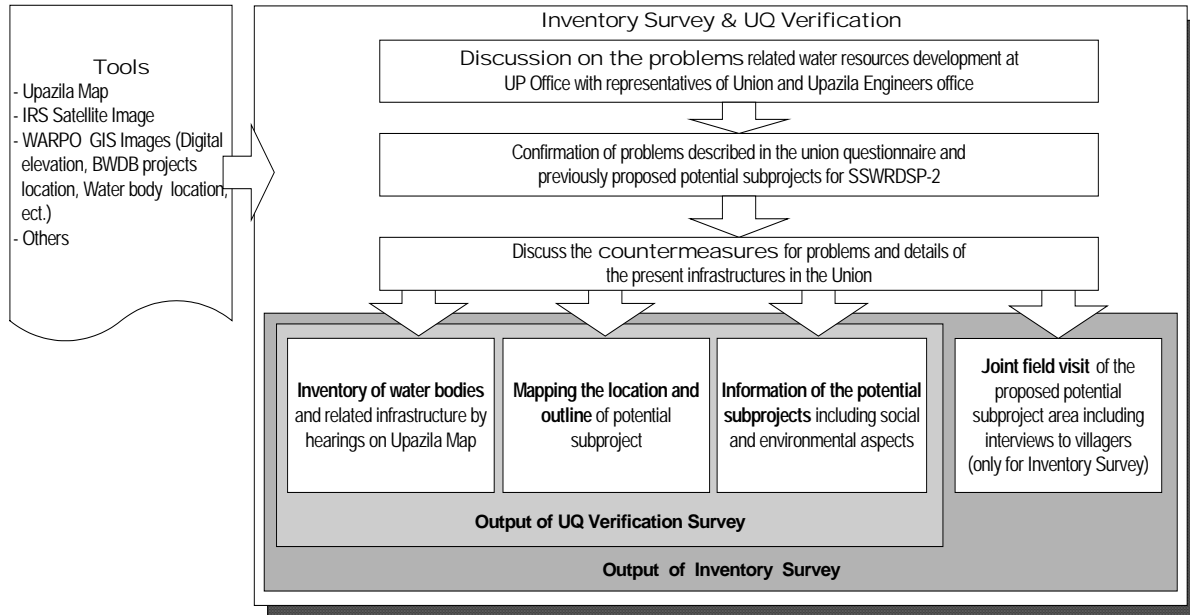 Tools
- Upazila Map
- IRS Satellite Image
- WARPO GIS Images (Digital
elevation, BWDB projects
location, Water body location,
ect.)
- Others
Inventory Survey & UQ Verification
Discussion on the problems related water resources development at
UP Office with representatives of Union and Upazila Engineers office
Confirmation of problems described in the union questionnaire and
previously proposed potential subprojects for SSWRDSP-2
Discuss the countermeasures for problems and details of
the present infrastructures in the Union
Inventory of water bodies
and related infrastructure by
hearings on Upazila Map
Mapping the location and
outline of potential
subproject
Information of the potential
subprojects including social
and environmental aspects
Joint field visit of the
proposed potential
subproject area including
interviews to villagers
(only for Inventory Survey)
Output of UQ Verification Survey
Output of Inventory Survey